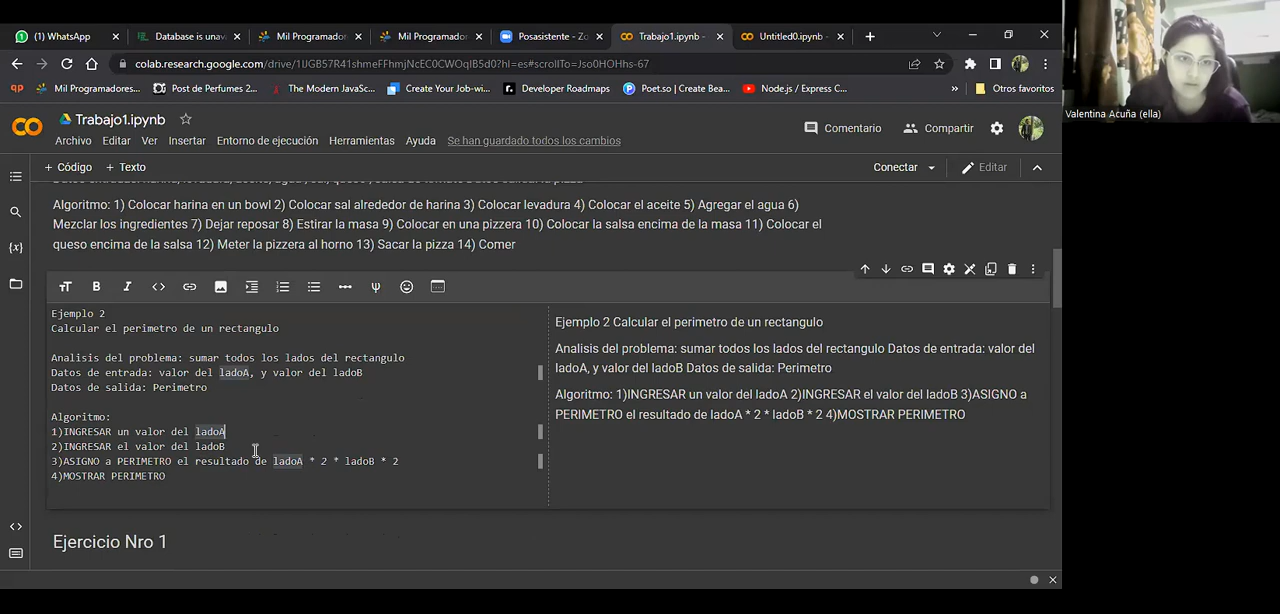 (1) WhatsApp
Database is unav
Mil Programador
Mil Programador
Posasistente - Zo
Trabajo1.ipynb -
Untitled0.ipynb -
colab.research.google.com/drive/1IJGB57R41shmeFFhmjNcEC0CWOqIB5d0?hl=es#scrollTo=Jso0HOHhs-67
Mil Programadores...
Post de Perfumes 2...
The Modern JavaS...
Create Your Job-wi...
Developer Roadmaps
Poet.so | Create Bea...
Node.js / Express C...
»
Otros favoritos
Trabajo1.ipynb
Archivo Editar Ver Insertar Entorno de ejecución Herramientas Ayuda Se han guardado todos los cambios
Comentario
Compartir
+ Código + Texto
Conectar
Editar
Algoritmo: 1) Colocar harina en un bowl 2) Colocar sal alrededor de harina 3) Colocar levadura 4) Colocar el aceite 5) Agregar el agua 6)
Mezclar los ingredientes 7) Dejar reposar 8) Estirar la masa 9) Colocar en una pizzera 10) Colocar la salsa encima de la masa 11) Colocar el
queso encima de la salsa 12) Meter la pizzera al horno 13) Sacar la pizza 14) Comer
Ejemplo 2
Calcular el perimetro de un rectangulo
Analisis del problema: sumar todos los lados del rectangulo
Datos de entrada: valor del ladoA, y valor del ladoB
Datos de salida: Perimetro
Algoritmo:
1)INGRESAR un valor del ladoA
2)INGRESAR el valor del ladoB
3)ASIGNO a PERIMETRO el resultado de ladoA * 2 * ladoB * 2
4)MOSTRAR PERIMETRO
Ejemplo 2 Calcular el perimetro de un rectangulo
Analisis del problema: sumar todos los lados del rectangulo Datos de entrada: valor del
ladoA, y valor del ladoB Datos de salida: Perimetro
Algoritmo: 1)INGRESAR un valor del ladoA 2)INGRESAR el valor del ladoB 3)ASIGNO a
PERIMETRO el resultado de ladoA * 2 * ladoB * 2 4)MOSTRAR PERIMETRO
Ejercicio Nro 1
Valentina Acuña (ella)